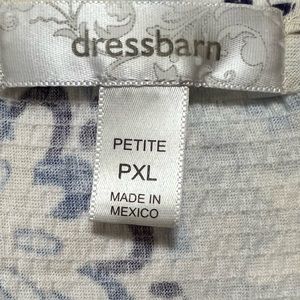 dressbarn
PETITE
PXL
MADE IN
MEXICO